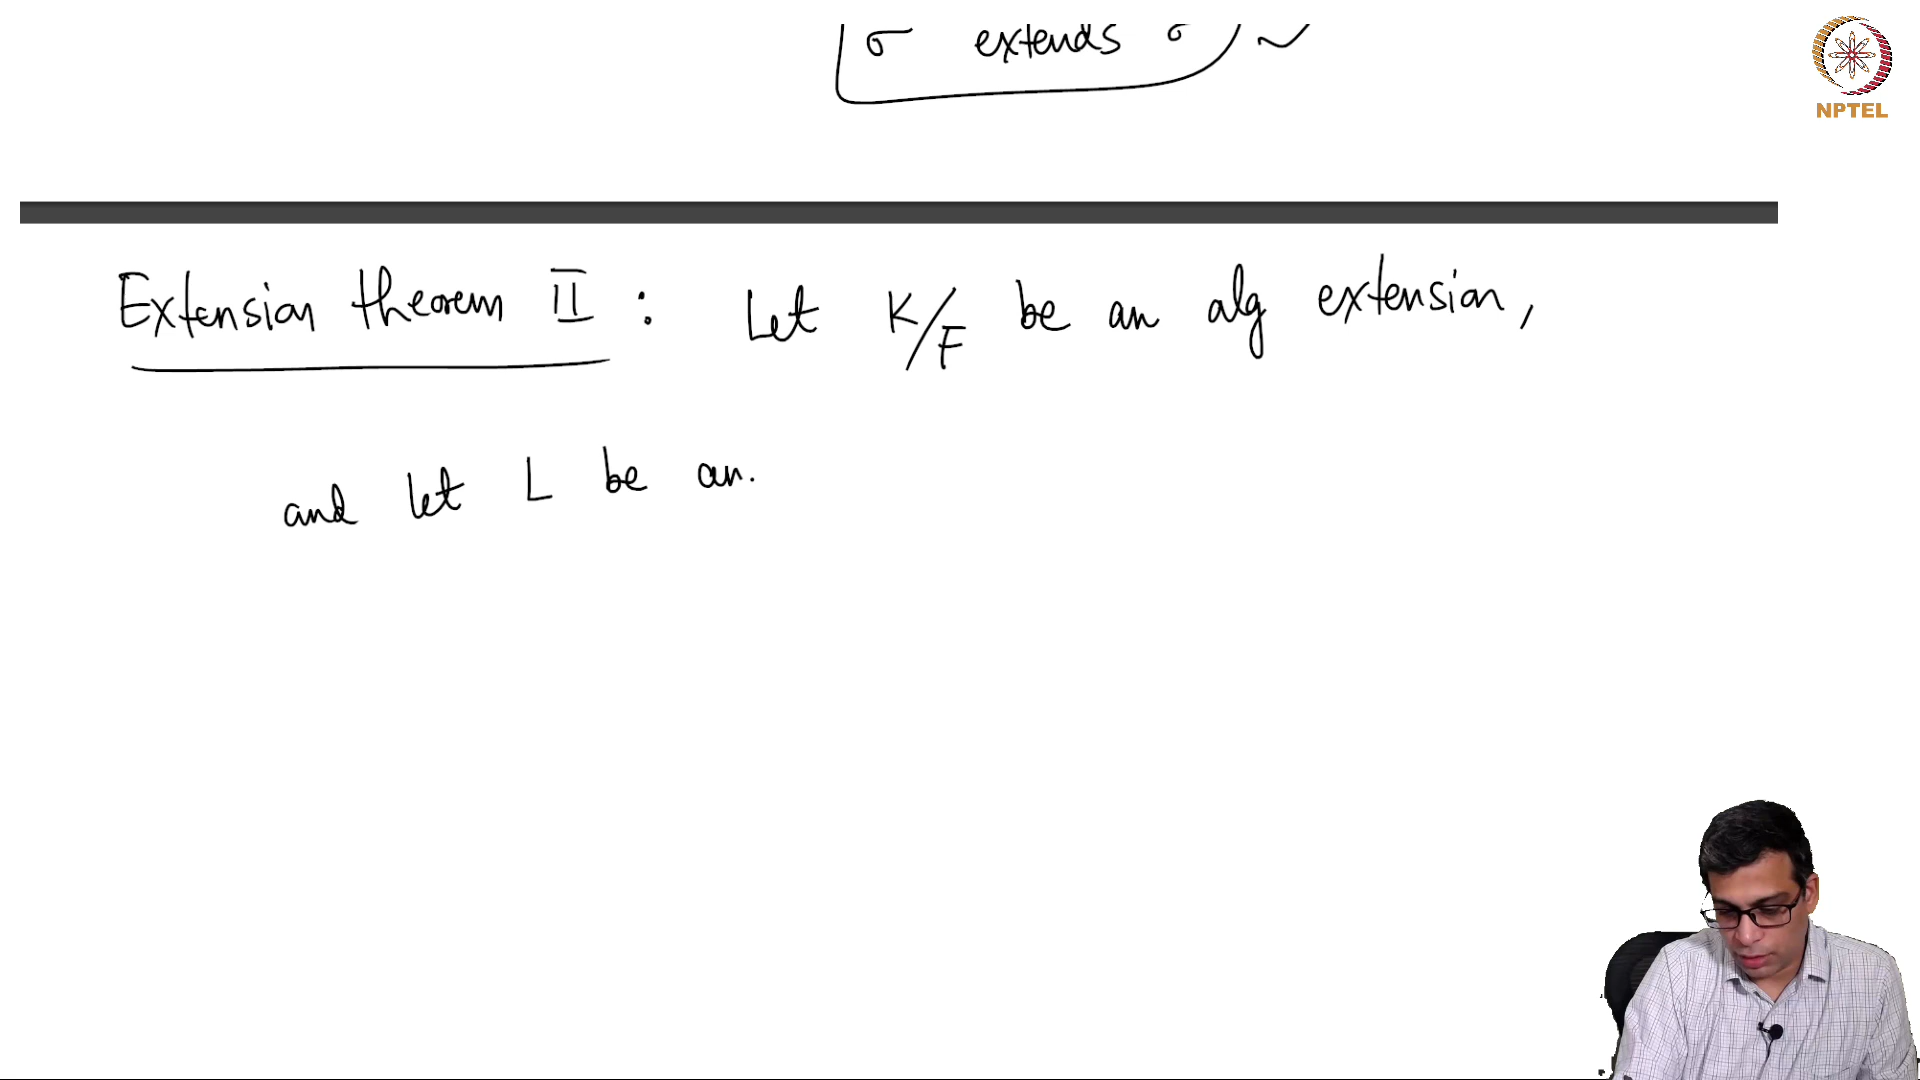 σ extends σ
NPTEL
Extension theorem II : Let K/F be an alg extension,
and let L be an.